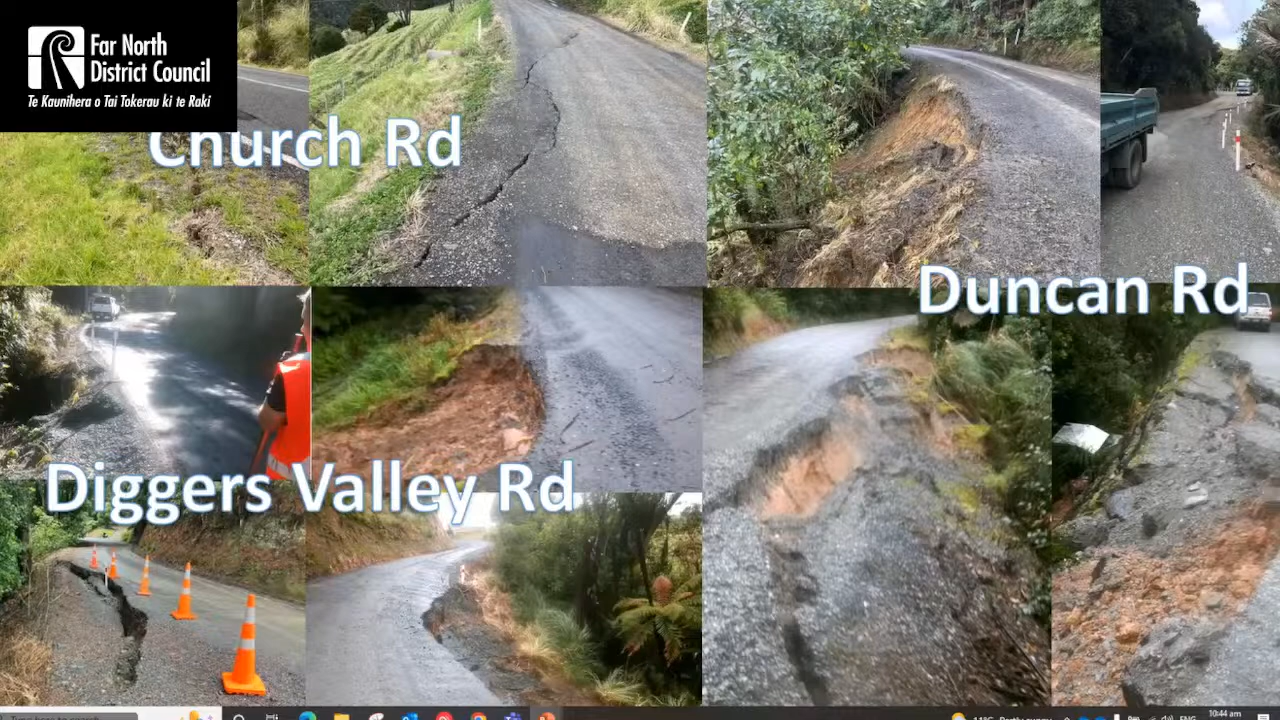 Far North
District Council
Te Kaunihera o Tai Tokerau ki te Raki
Church Rd
Duncan Rd
Diggers Valley Rd
10:44 am